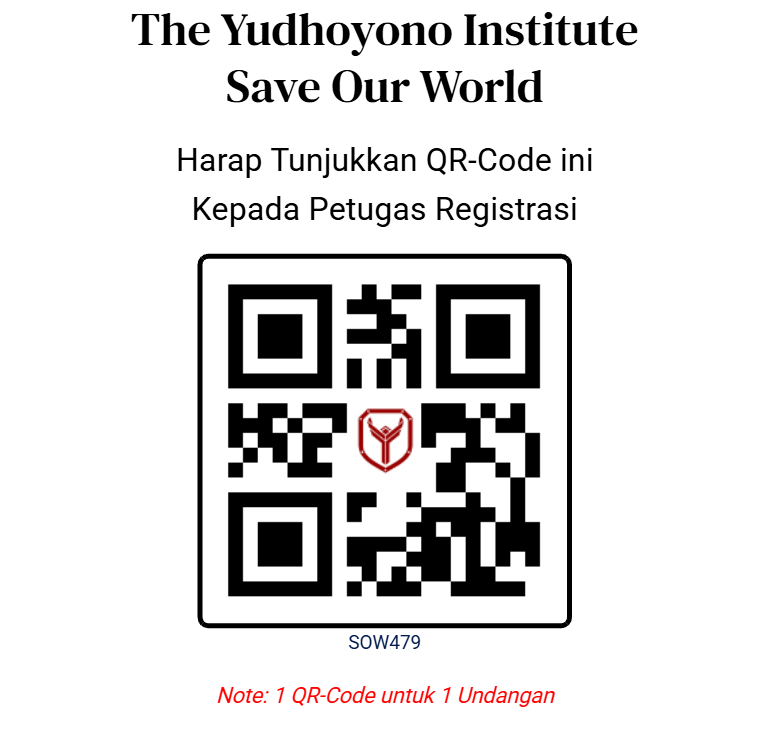 The Yudhoyono Institute
Save Our World
Harap Tunjukkan QR-Code ini
Kepada Petugas Registrasi
SOW479
Note: 1 QR-Code untuk 1 Undangan